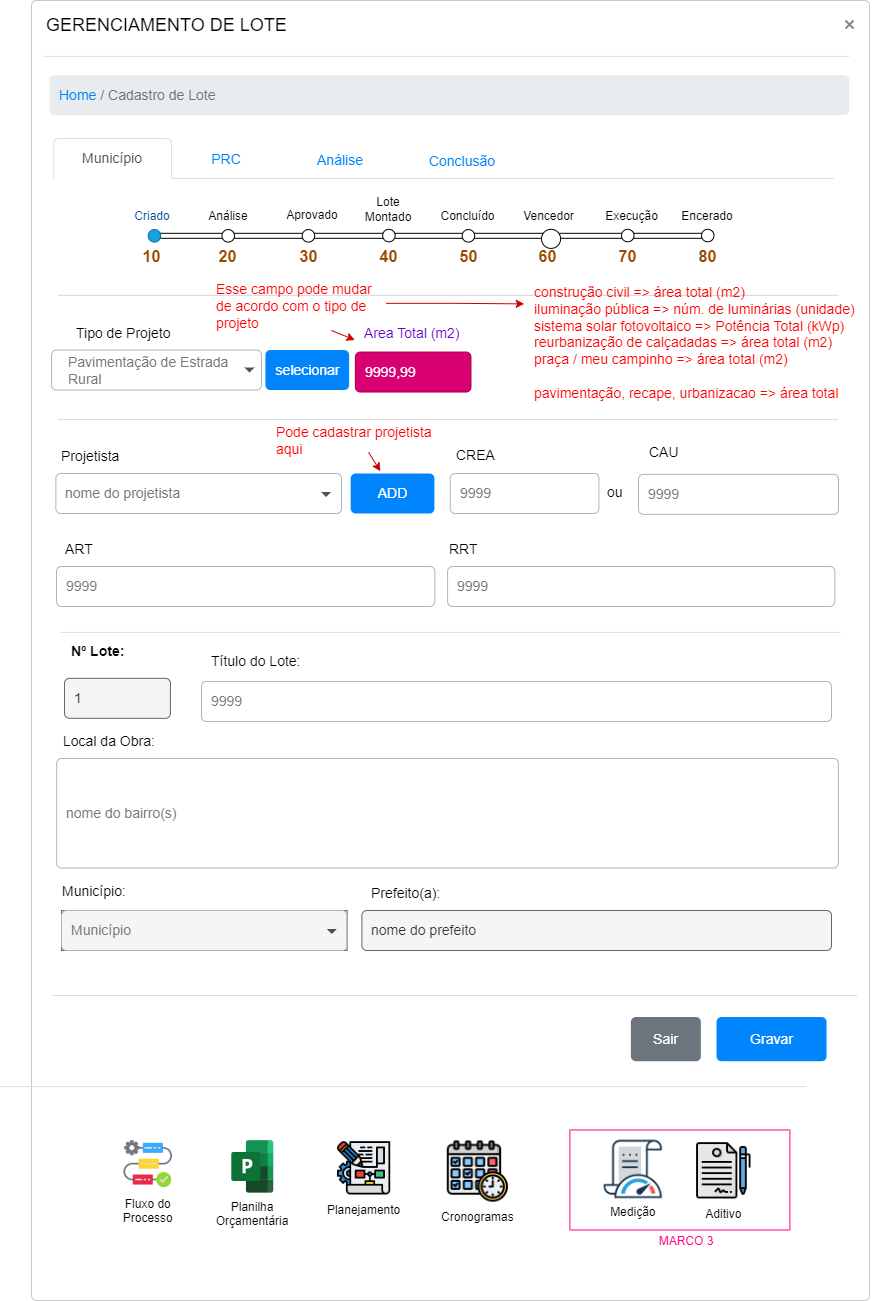 GERENCIAMENTO DE LOTE
×
Home / Cadastro de Lote
Município
PRC
Análise
Conclusão
Criado
Análise
Aprovado
Lote
Montado
Concluído
Vencedor
Execução
Encerado
10
20
30
40
50
60
70
80
Esse campo pode mudar
de acordo com o tipo de
projeto
construção civil => área total (m2)
iluminação pública => núm. de luminárias (unidade)
sistema solar fotovoltaico => Potência Total (kWp)
reurbanização de calçadadas => área total (m2)
praça / meu campinho => área total (m2)
pavimentação, recape, urbanizacao => área total
Tipo de Projeto
Area Total (m2)
Pavimentação de Estrada
Rural
selecionar
9999,99
Pode cadastrar projetista
aqui
Projetista
CREA
CAU
nome do projetista
ADD
9999
ou
9999
ART
RRT
9999
9999
Nº Lote:
Título do Lote:
1
9999
Local da Obra:
nome do bairro(s)
Município:
Prefeito(a):
Município
nome do prefeito
Sair
Gravar
P
Fluxo do
Processo
Planilha
Orçamentária
Planejamento
Cronogramas
Medição
Aditivo
MARCO 3